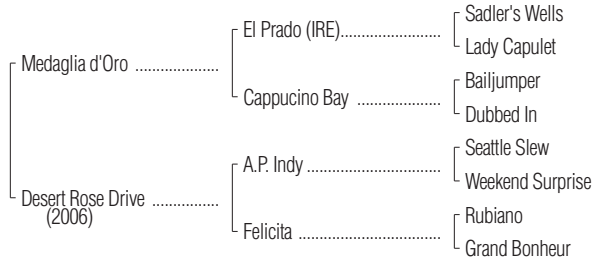 Sadler's Wells
El Prado (IRE)....................
Lady Capulet
Medaglia d'Oro ...................
Bailjumper
Cappucino Bay ...................
Dubbed In
Seattle Slew
A.P. Indy ..............................
Weekend Surprise
Desert Rose Drive ...............
(2006)
Rubiano
Felicita ................................
Grand Bonheur